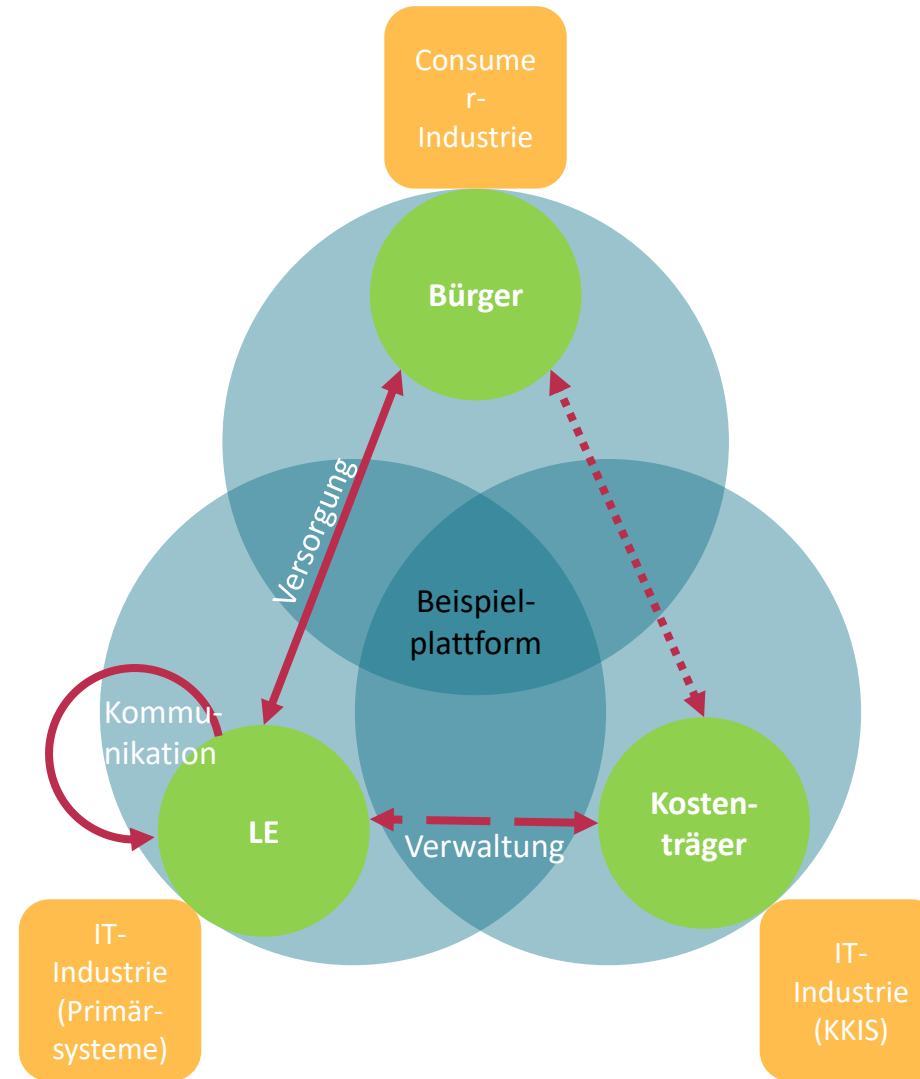 Consume
r-
Industrie
Bürger
Versorgung
Beispiel-
plattform
Kommu-
nikation
LE
Verwaltung
Kosten-
träger
IT-
Industrie
(Primär-
systeme)
IT-
Industrie
(KKIS)